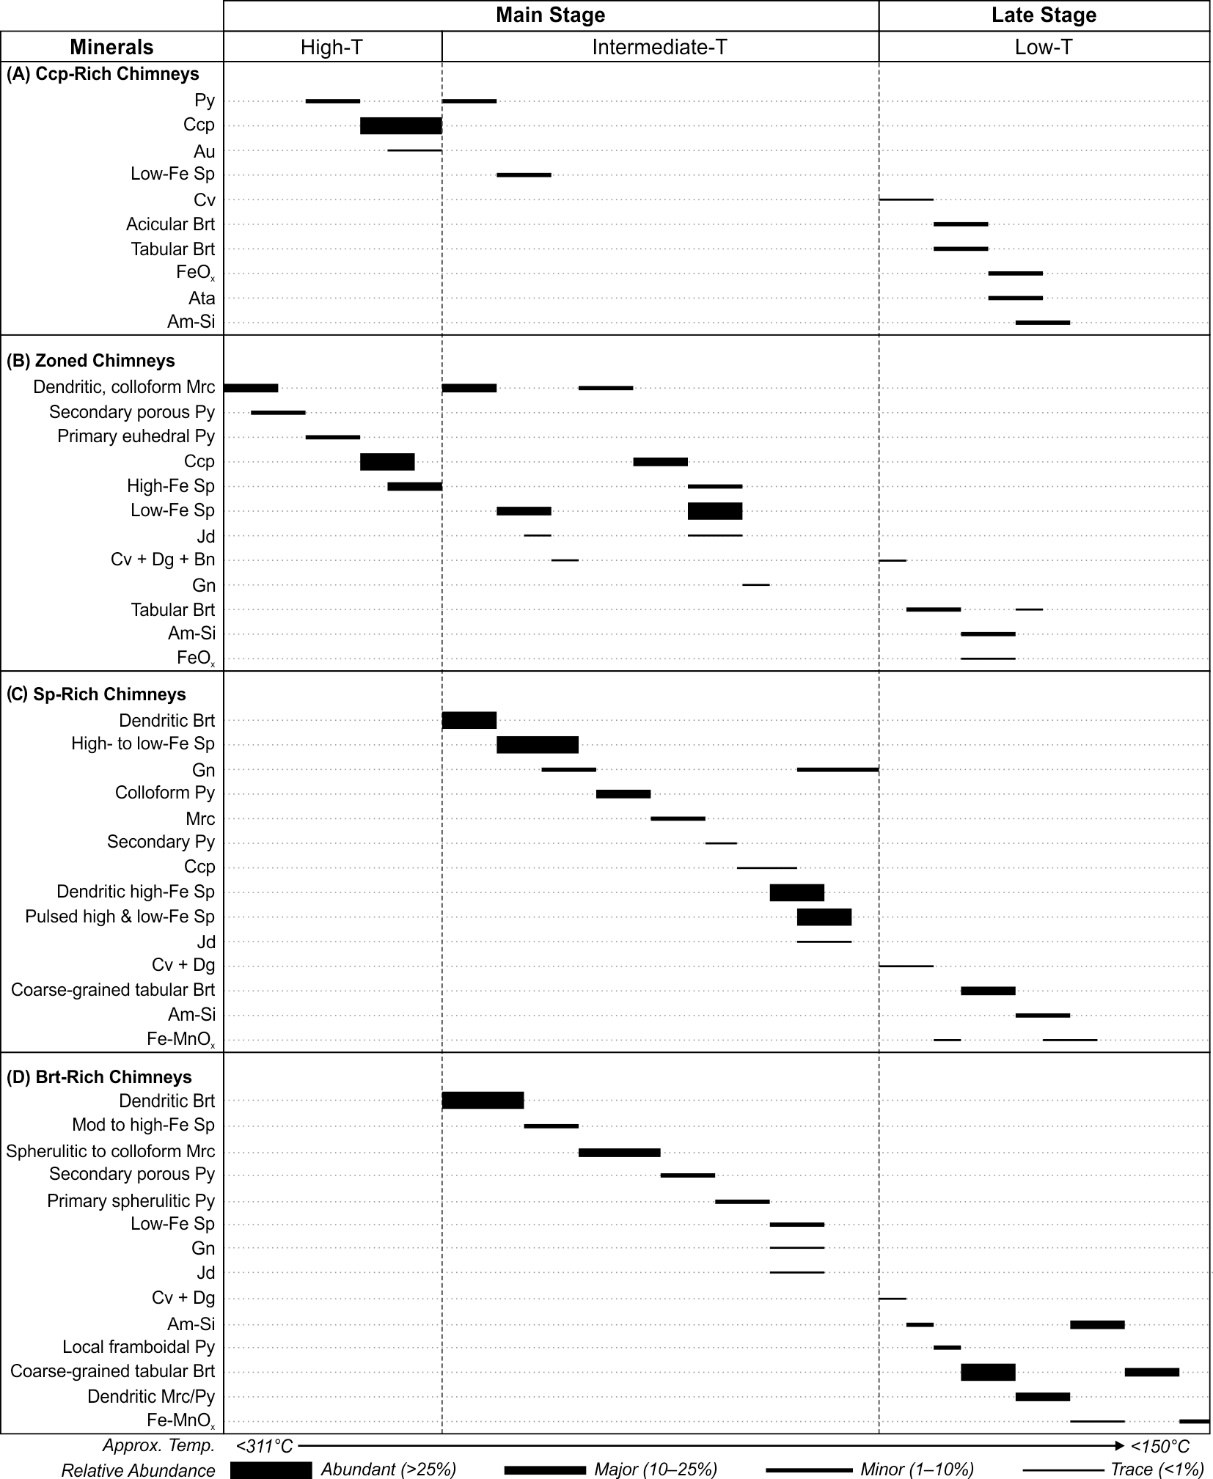 Main Stage Late Stage
Minerals High-T Intermediate-T Low-T
(A) Ccp-Rich Chimneys
Py
Ccp
Au
Low-Fe Sp
Cv
Acicular Brt
Tabular Brt
FeOx
Ata
Am-Si
(B) Zoned Chimneys
Dendritic, colloform Mrc
Secondary porous Py
Primary euhedral Py
Ccp
High-Fe Sp
Low-Fe Sp
Jd
Cv + Dg + Bn
Gn
Tabular Brt
Am-Si
FeOx
(C) Sp-Rich Chimneys
Dendritic Brt
High- to low-Fe Sp
Gn
Colloform Py
Mrc
Secondary Py
Ccp
Dendritic high-Fe Sp
Pulsed high & low-Fe Sp
Jd
Cv + Dg
Coarse-grained tabular Brt
Am-Si
Fe-MnOx
(D) Brt-Rich Chimneys
Dendritic Brt
Mod to high-Fe Sp
Spherulitic to colloform Mrc
Secondary porous Py
Primary spherulitic Py
Low-Fe Sp
Gn
Jd
Cv + Dg
Am-Si
Local framboidal Py
Coarse-grained tabular Brt
Dendritic Mrc/Py
Fe-MnOx
Approx. Temp. <311°C <150°C
Relative Abundance Abundant (>25%) Major (10–25%) Minor (1–10%) Trace (<1%)